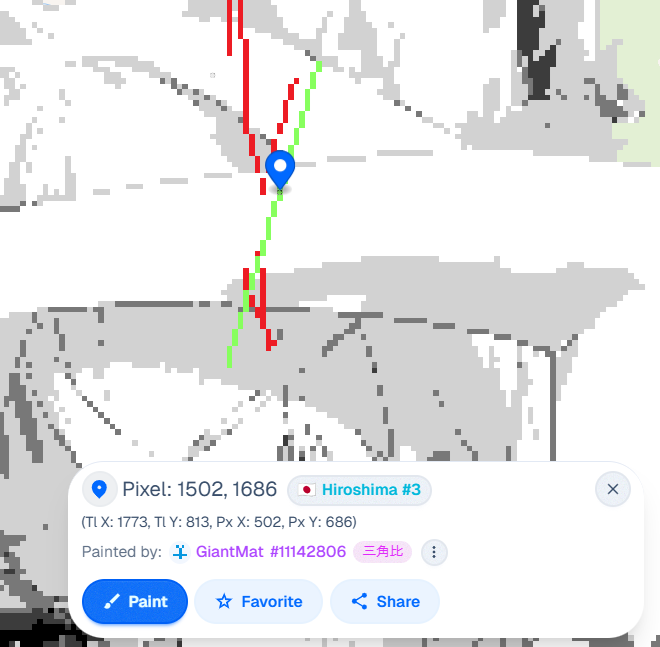 Pixel: 1502, 1686 Hiroshima #3
(Tl X: 1773, Tl Y: 813, Px X: 502, Px Y: 686)
Painted by: GiantMat #11142806 三角比
Paint Favorite Share